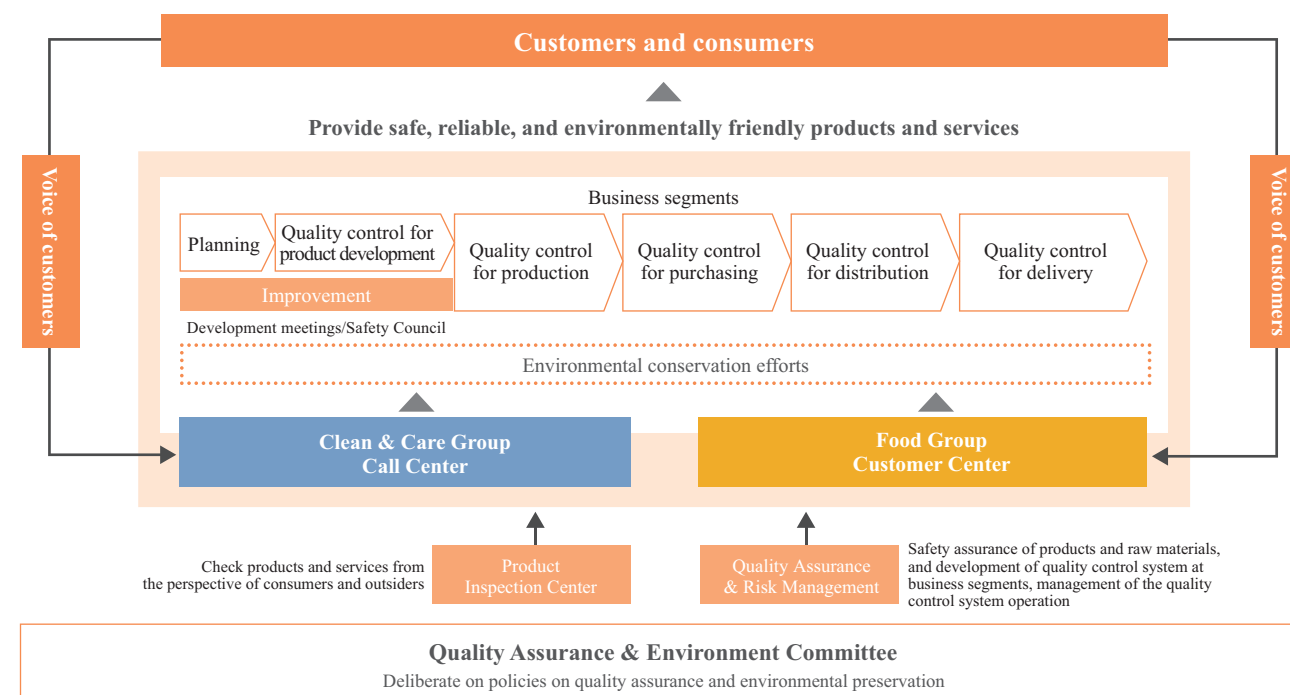 Customers and consumers
Provide safe, reliable, and environmentally friendly products and services
Voice of customers
Voice of customers
Business segments
Planning
Quality control for
product development
Quality control
for production
Quality control
for purchasing
Quality control
for distribution
Quality control
for delivery
Improvement
Development meetings/Safety Council
Environmental conservation efforts
Clean & Care Group
Call Center
Food Group
Customer Center
Check products and services from
the perspective of consumers and outsiders
Product
Inspection Center
Quality Assurance
& Risk Management
Safety assurance of products and raw materials,
and development of quality control system at
business segments, management of the quality
control system operation
Quality Assurance & Environment Committee
Deliberate on policies on quality assurance and environmental preservation